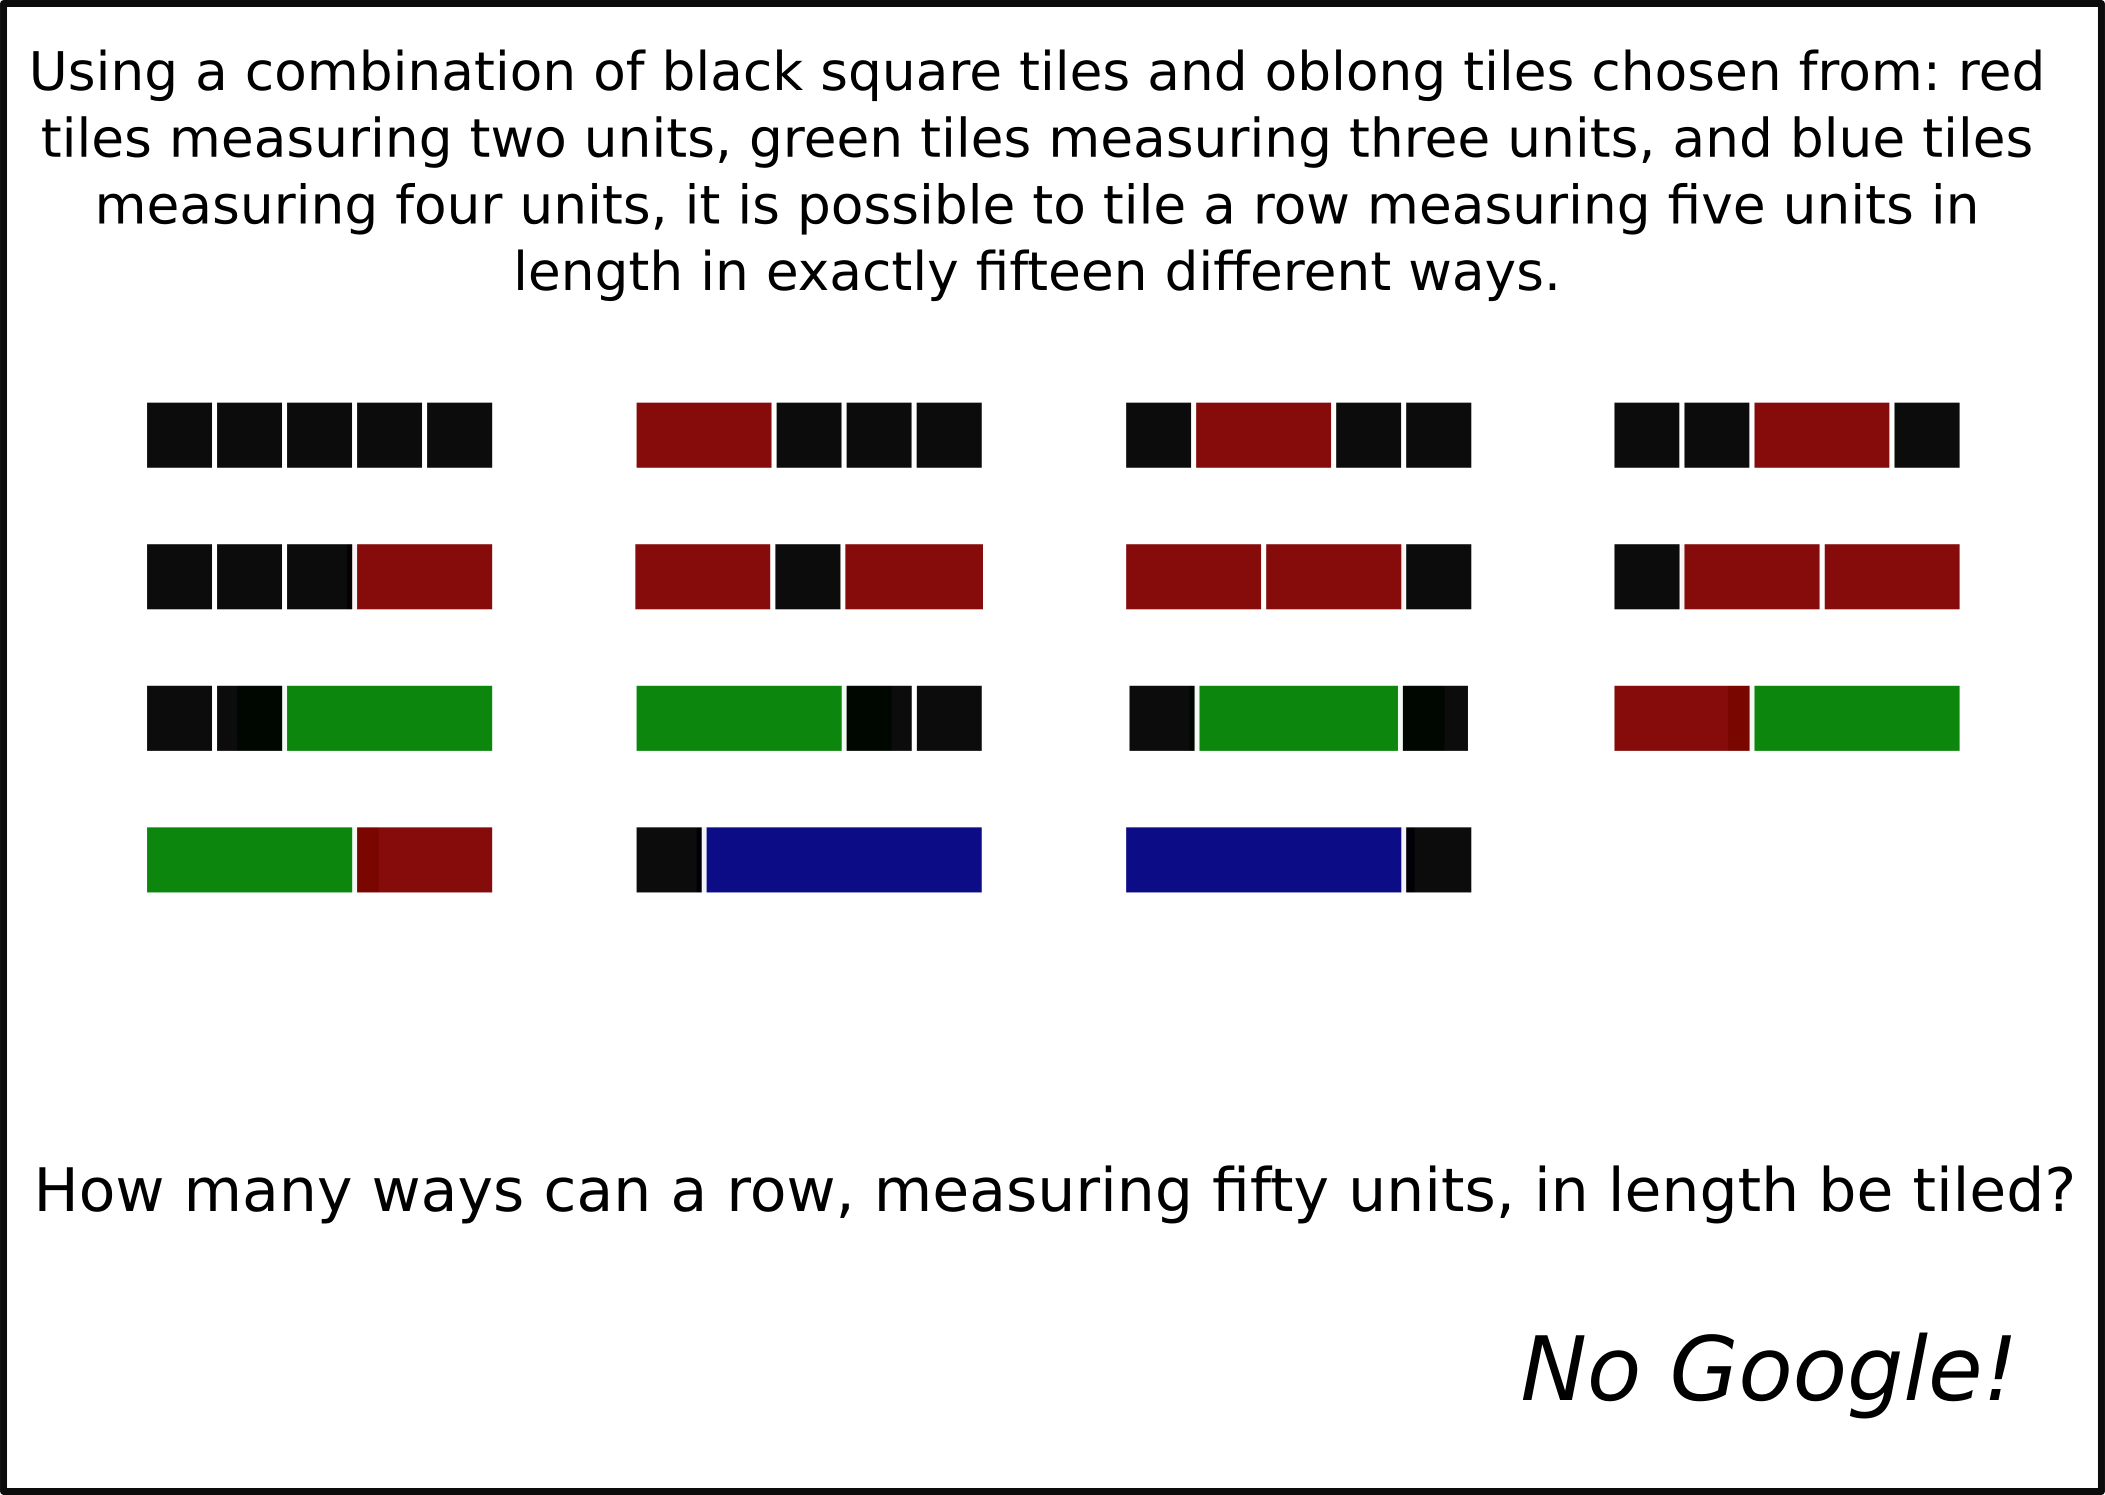 Using a combination of black square tiles and oblong tiles chosen from: red
tiles measuring two units, green tiles measuring three units, and blue tiles
measuring four units, it is possible to tile a row measuring five units in
length in exactly fifteen different ways.
How many ways can a row, measuring fifty units, in length be tiled?
No Google!